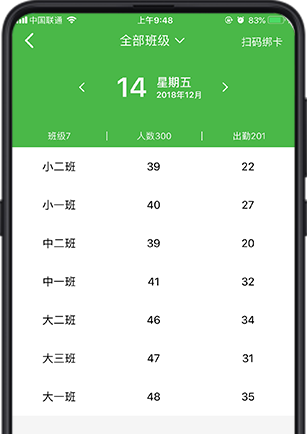 中国联通 上午9:48 83%
全部班级 扫码绑卡
14 星期五
2018年12月
班级7 人数300 出勤201
小二班 39 22
小一班 40 27
中二班 39 20
中一班 41 32
大二班 46 34
大三班 47 31
大一班 48 35